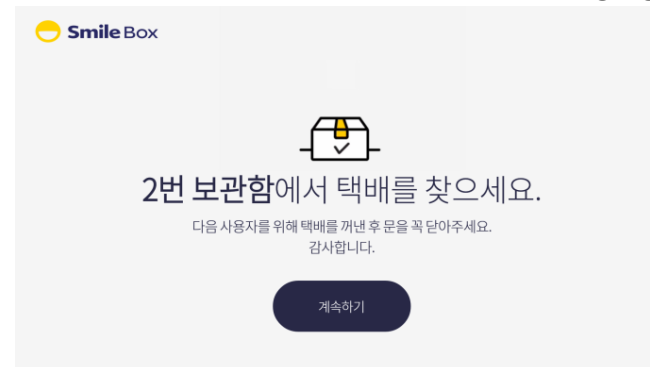 Smile Box
2번 보관함에서 택배를 찾으세요.
다음 사용자를 위해 택배를 꺼낸 후 문을 꼭 닫아주세요.
감사합니다.
계속하기